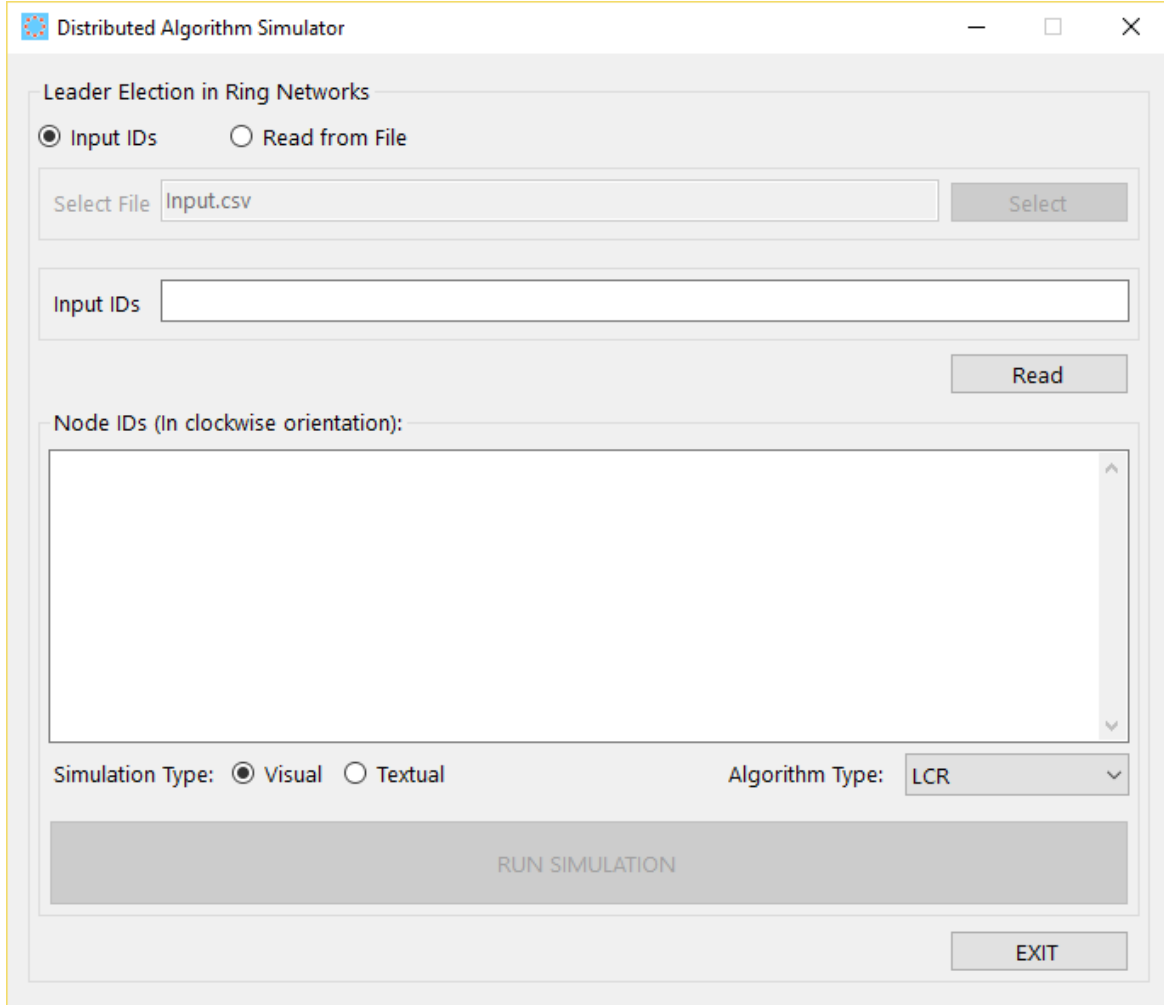 Distributed Algorithm Simulator
Leader Election in Ring Networks
Input IDs Read from File
Select File Input.csv Select
Input IDs
Read
Node IDs (In clockwise orientation):
Simulation Type: Visual Textual Algorithm Type: LCR
RUN SIMULATION
EXIT